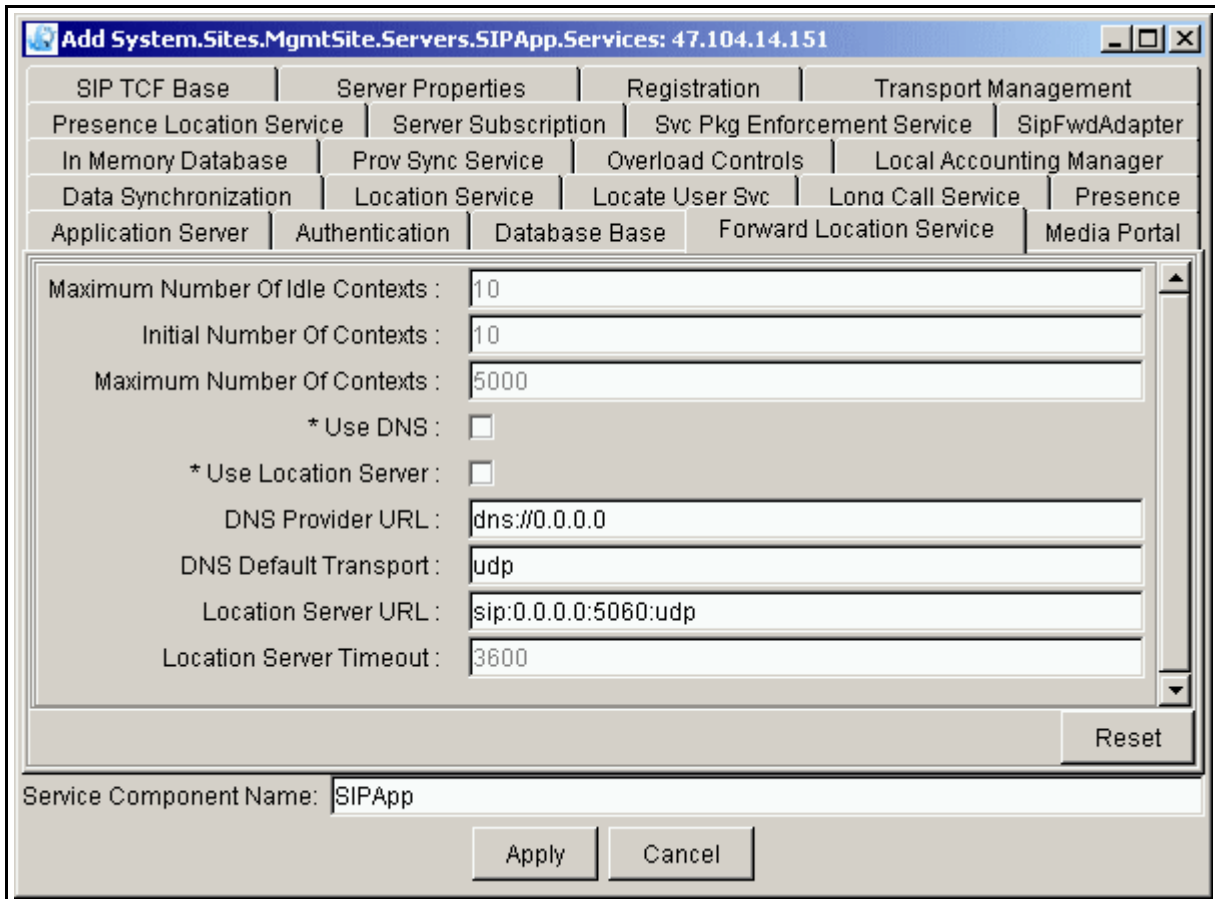 Add System.Sites.MgmtSite.Servers.SIPApp.Services: 47.104.14.151
SIP TCF Base Server Properties Registration Transport Management
Presence Location Service Server Subscription Svc Pkg Enforcement Service SipFwdAdapter
In Memory Database Prov Sync Service Overload Controls Local Accounting Manager
Data Synchronization Location Service Locate User Svc Long Call Service Presence
Application Server Authentication Database Base Forward Location Service Media Portal
Maximum Number Of Idle Contexts : 10
Initial Number Of Contexts : 10
Maximum Number Of Contexts : 5000
* Use DNS :
* Use Location Server :
DNS Provider URL : dns://0.0.0.0
DNS Default Transport : udp
Location Server URL : sip:0.0.0.0:5060:udp
Location Server Timeout : 3600
Reset
Service Component Name: SIPApp
Apply Cancel